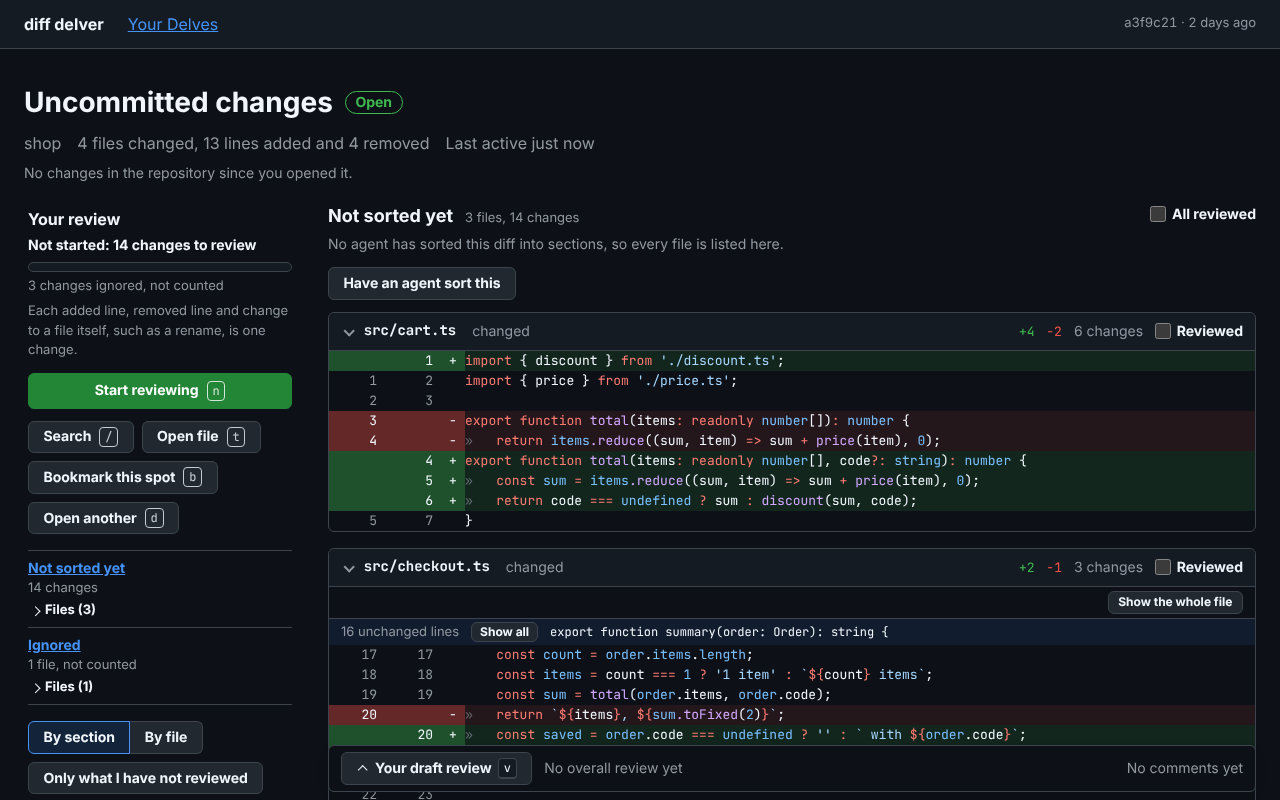 diff delver Your Delves a3f9c21 · 2 days ago
Uncommitted changes Open
shop 4 files changed, 13 lines added and 4 removed Last active just now
No changes in the repository since you opened it.
Your review
Not started: 14 changes to review
3 changes ignored, not counted
Each added line, removed line and change
to a file itself, such as a rename, is one
change.
Start reviewing n
Search / Open file t
Bookmark this spot b
Open another d
Not sorted yet
14 changes
Files (3)
Ignored
1 file, not counted
Files (1)
By section By file
Only what I have not reviewed
Not sorted yet 3 files, 14 changes All reviewed
No agent has sorted this diff into sections, so every file is listed here.
Have an agent sort this
src/cart.ts changed +4 -2 6 changes Reviewed
1 + import { discount } from './discount.ts';
1 2 import { price } from './price.ts';
2 3
3 - export function total(items: readonly number[]): number {
4 - » return items.reduce((sum, item) => sum + price(item), 0);
4 + export function total(items: readonly number[], code?: string): number {
5 + » const sum = items.reduce((sum, item) => sum + price(item), 0);
6 + » return code === undefined ? sum : discount(sum, code);
5 7 }
src/checkout.ts changed +2 -1 3 changes Reviewed
Show the whole file
16 unchanged lines Show all export function summary(order: Order): string {
17 17 const count = order.items.length;
18 18 const items = count === 1 ? '1 item' : `${count} items`;
19 19 const sum = total(order.items, order.code);
20 - » return `${items}, ${sum.toFixed(2)}`;
20 + » const saved = order.code === undefined ? '' : ` with ${order.code}`;
Your draft review v No overall review yet No comments yet
22 23